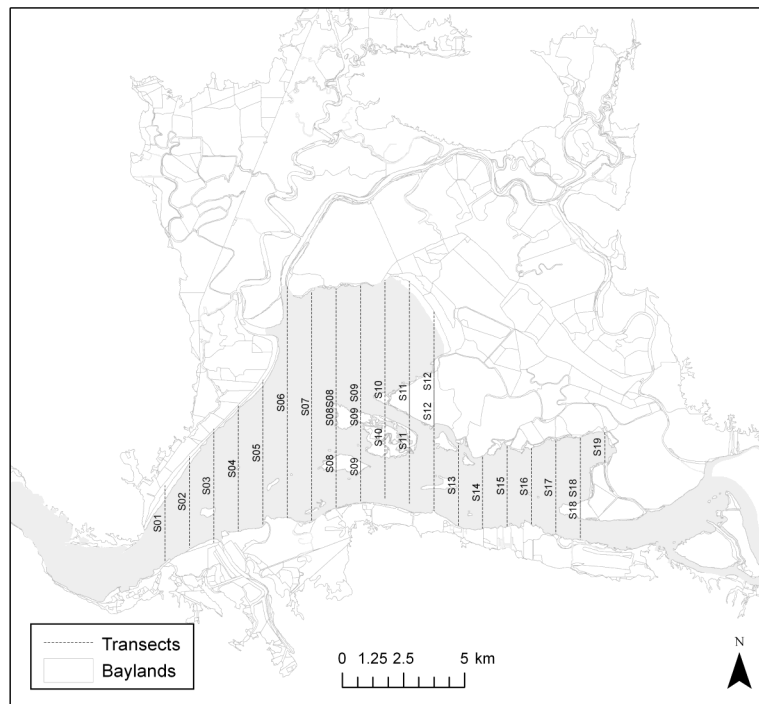 S01
S02
S03
S04
S05
S06
S07
S08
S08S08
S09
S09
S09
S10
S10
S11
S11
S12
S12
S13
S14
S15
S16
S17
S18 S18
S19
Transects
Baylands
0 1.25 2.5 5 km
N